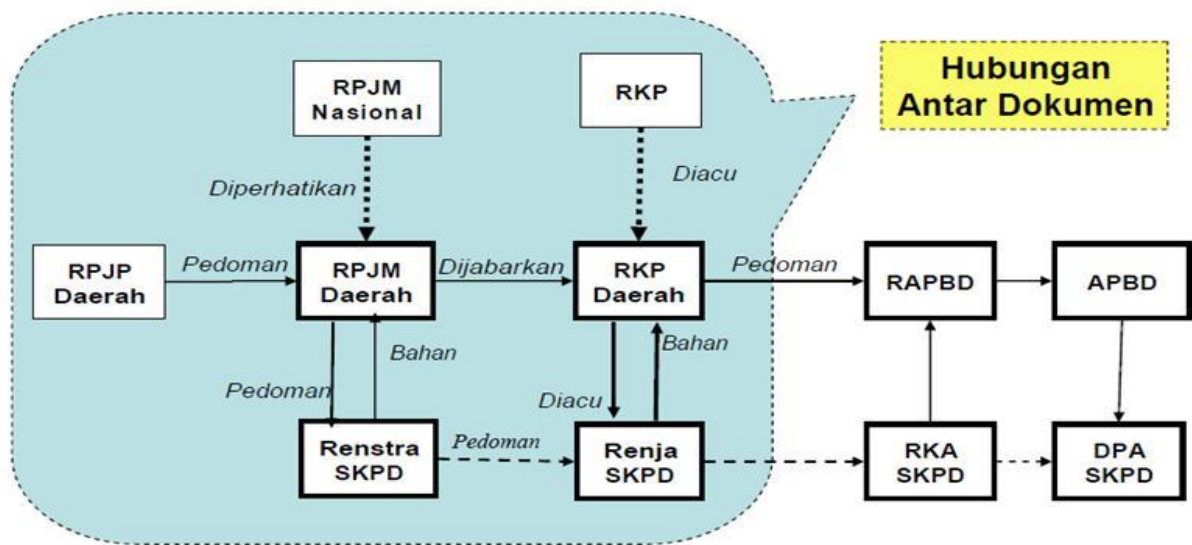 Hubungan
Antar Dokumen
RPJM
Nasional
RKP
Diperhatikan
Diacu
RPJP
Daerah
Pedoman
RPJM
Daerah
Dijabarkan
RKP
Daerah
Pedoman
RAPBD
APBD
Pedoman
Bahan
Diacu
Bahan
Renstra
SKPD
Pedoman
Renja
SKPD
RKA
SKPD
DPA
SKPD